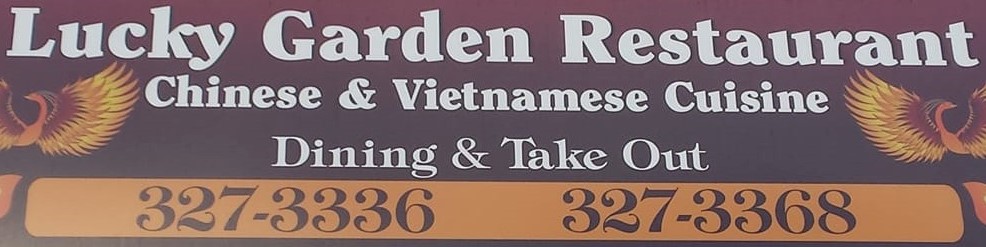 Lucky Garden Restaurant
Chinese & Vietnamese Cuisine
Dining & Take Out
327-3336 327-3368